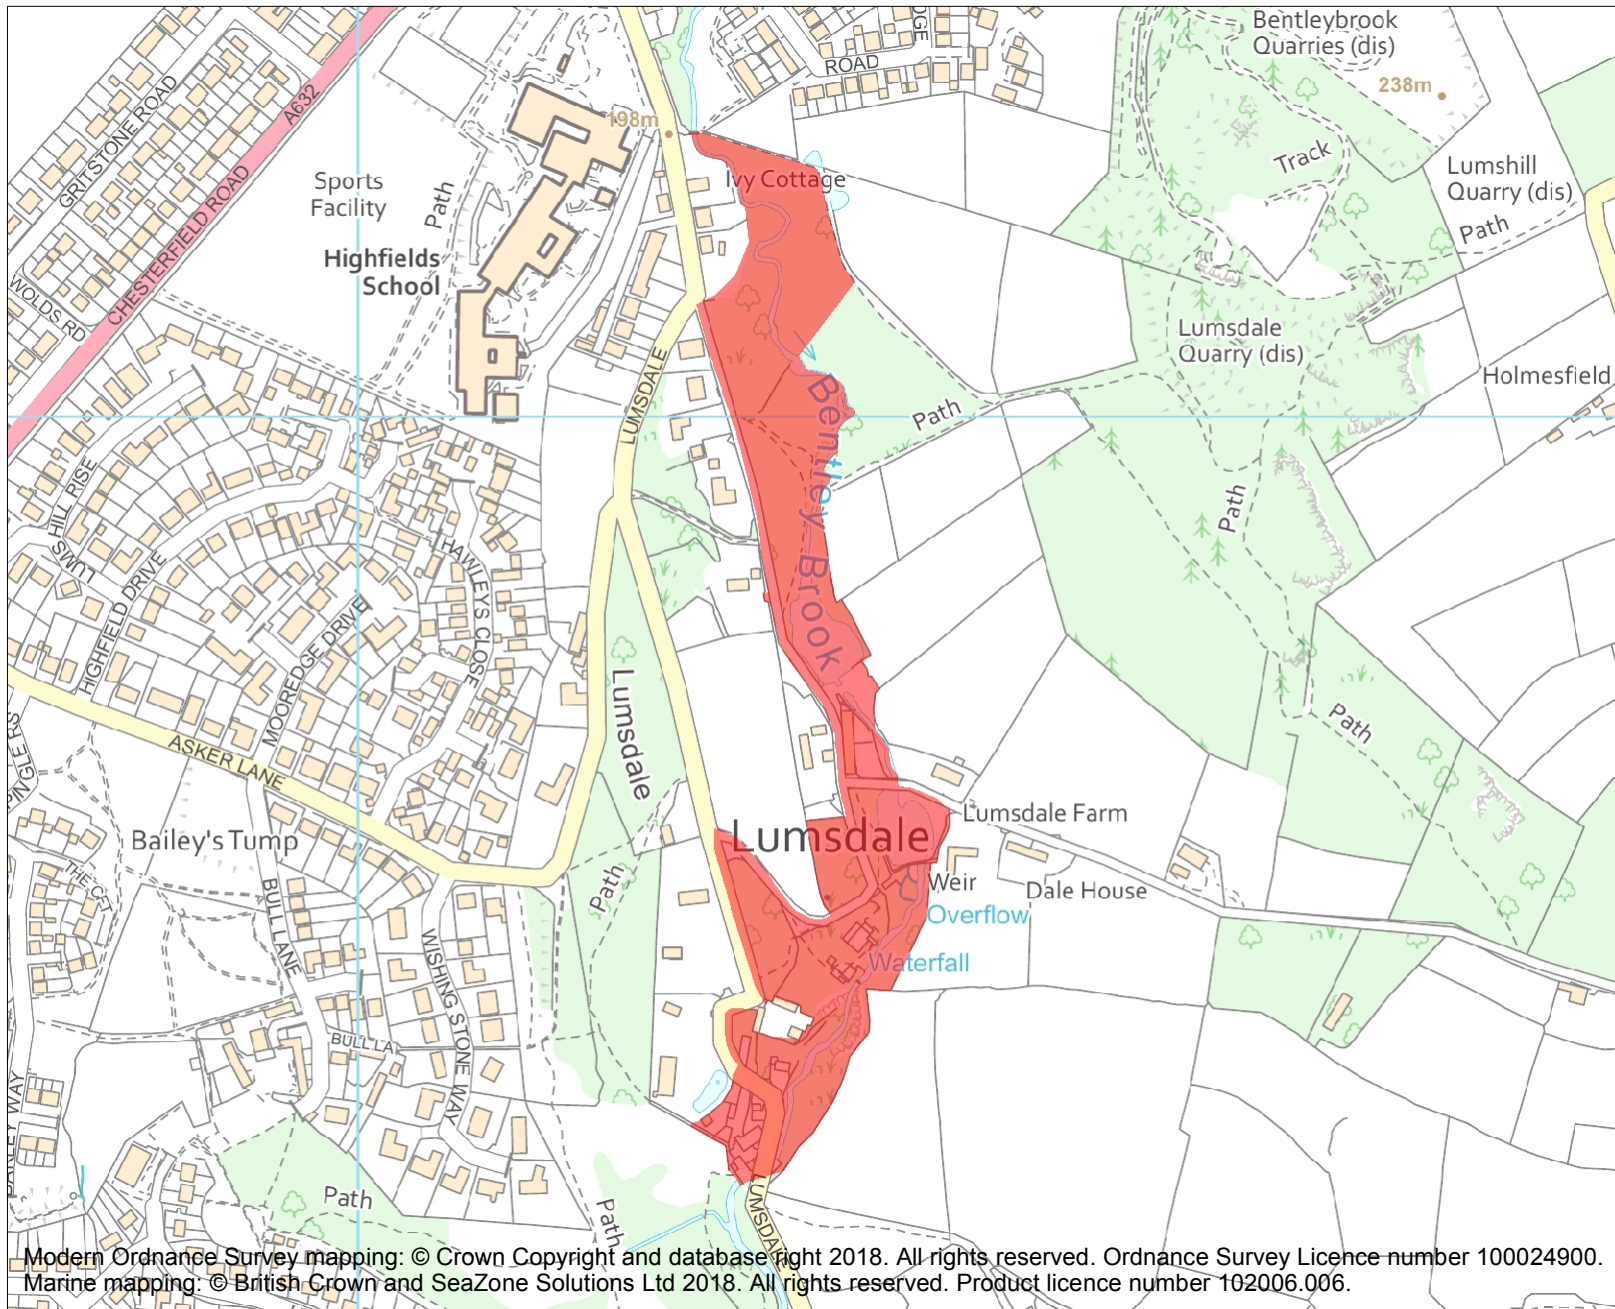 Bentleybrook
Quarries (dis)
ROAD
238m
GRITSTONE ROAD
A632
198m
Ivy Cottage
Track
Lumshill
Quarry (dis)
Sports
Facility
Path
Path
Highfields
School
CHESTERFIELD ROAD
WOLDS RD
Lumsdale
Quarry (dis)
Holmesfield
LUMSDALE
Path
Bentley Brook
Path
LUMS HILL RISE
HIGHFIELD DRIVE
THAWLEYS CLOSE
MOOREDGE DRIVE
Lumsdale
Path
ASKER LANE
Lumsdale
Lumsdale Farm
Bailey's Tump
THE CFT
BULL LANE
Path
Weir
Dale House
Overflow
Waterfall
WISHING STONE WAY
BULL LA
Path
Path
LUMSDALE
Modern Ordnance Survey mapping: © Crown Copyright and database right 2018. All rights reserved. Ordnance Survey Licence number 100024900.
Marine mapping: © British Crown and SeaZone Solutions Ltd 2018. All rights reserved. Product licence number 102006.006.